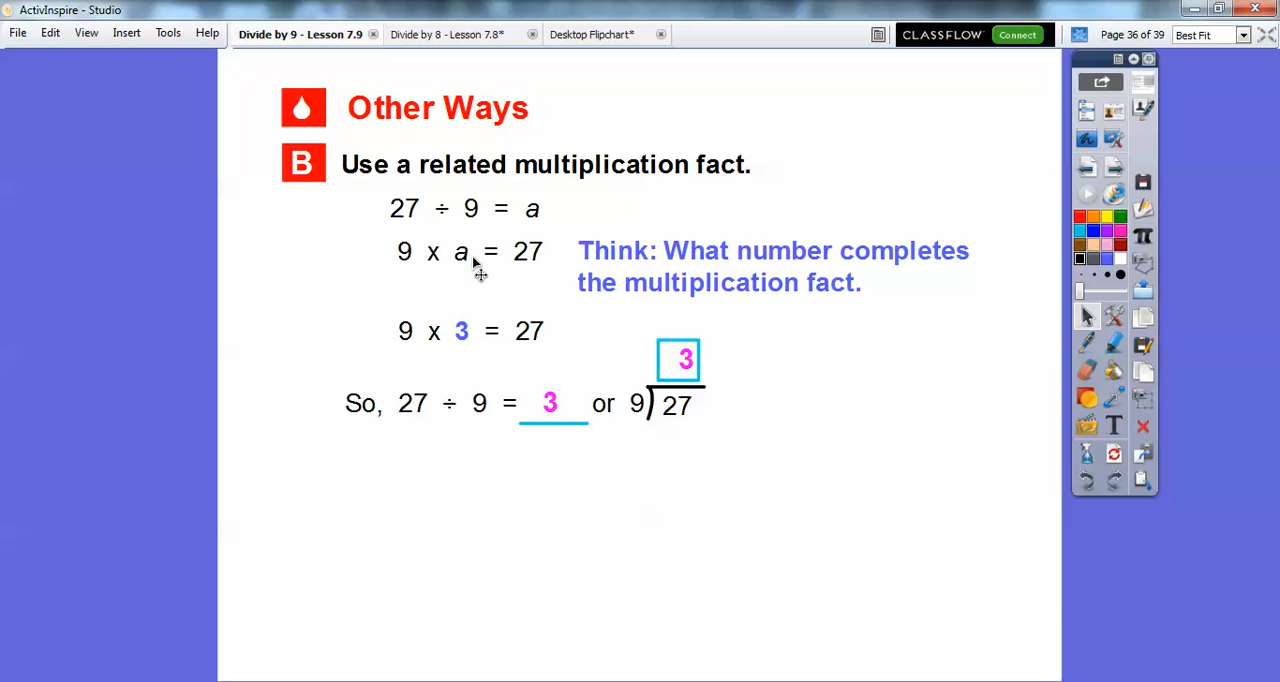 ActivInspire - Studio
File Edit View Insert Tools Help
Divide by 9 - Lesson 7.9 Divide by 8 - Lesson 7.8* Desktop Flipchart*
CLASSFLOW Connect
Page 36 of 39 Best Fit
Other Ways
B Use a related multiplication fact.
27 ÷ 9 = a
9 x a = 27 Think: What number completes
the multiplication fact.
9 x 3 = 27
3
So, 27 ÷ 9 = 3 or 9)27
T